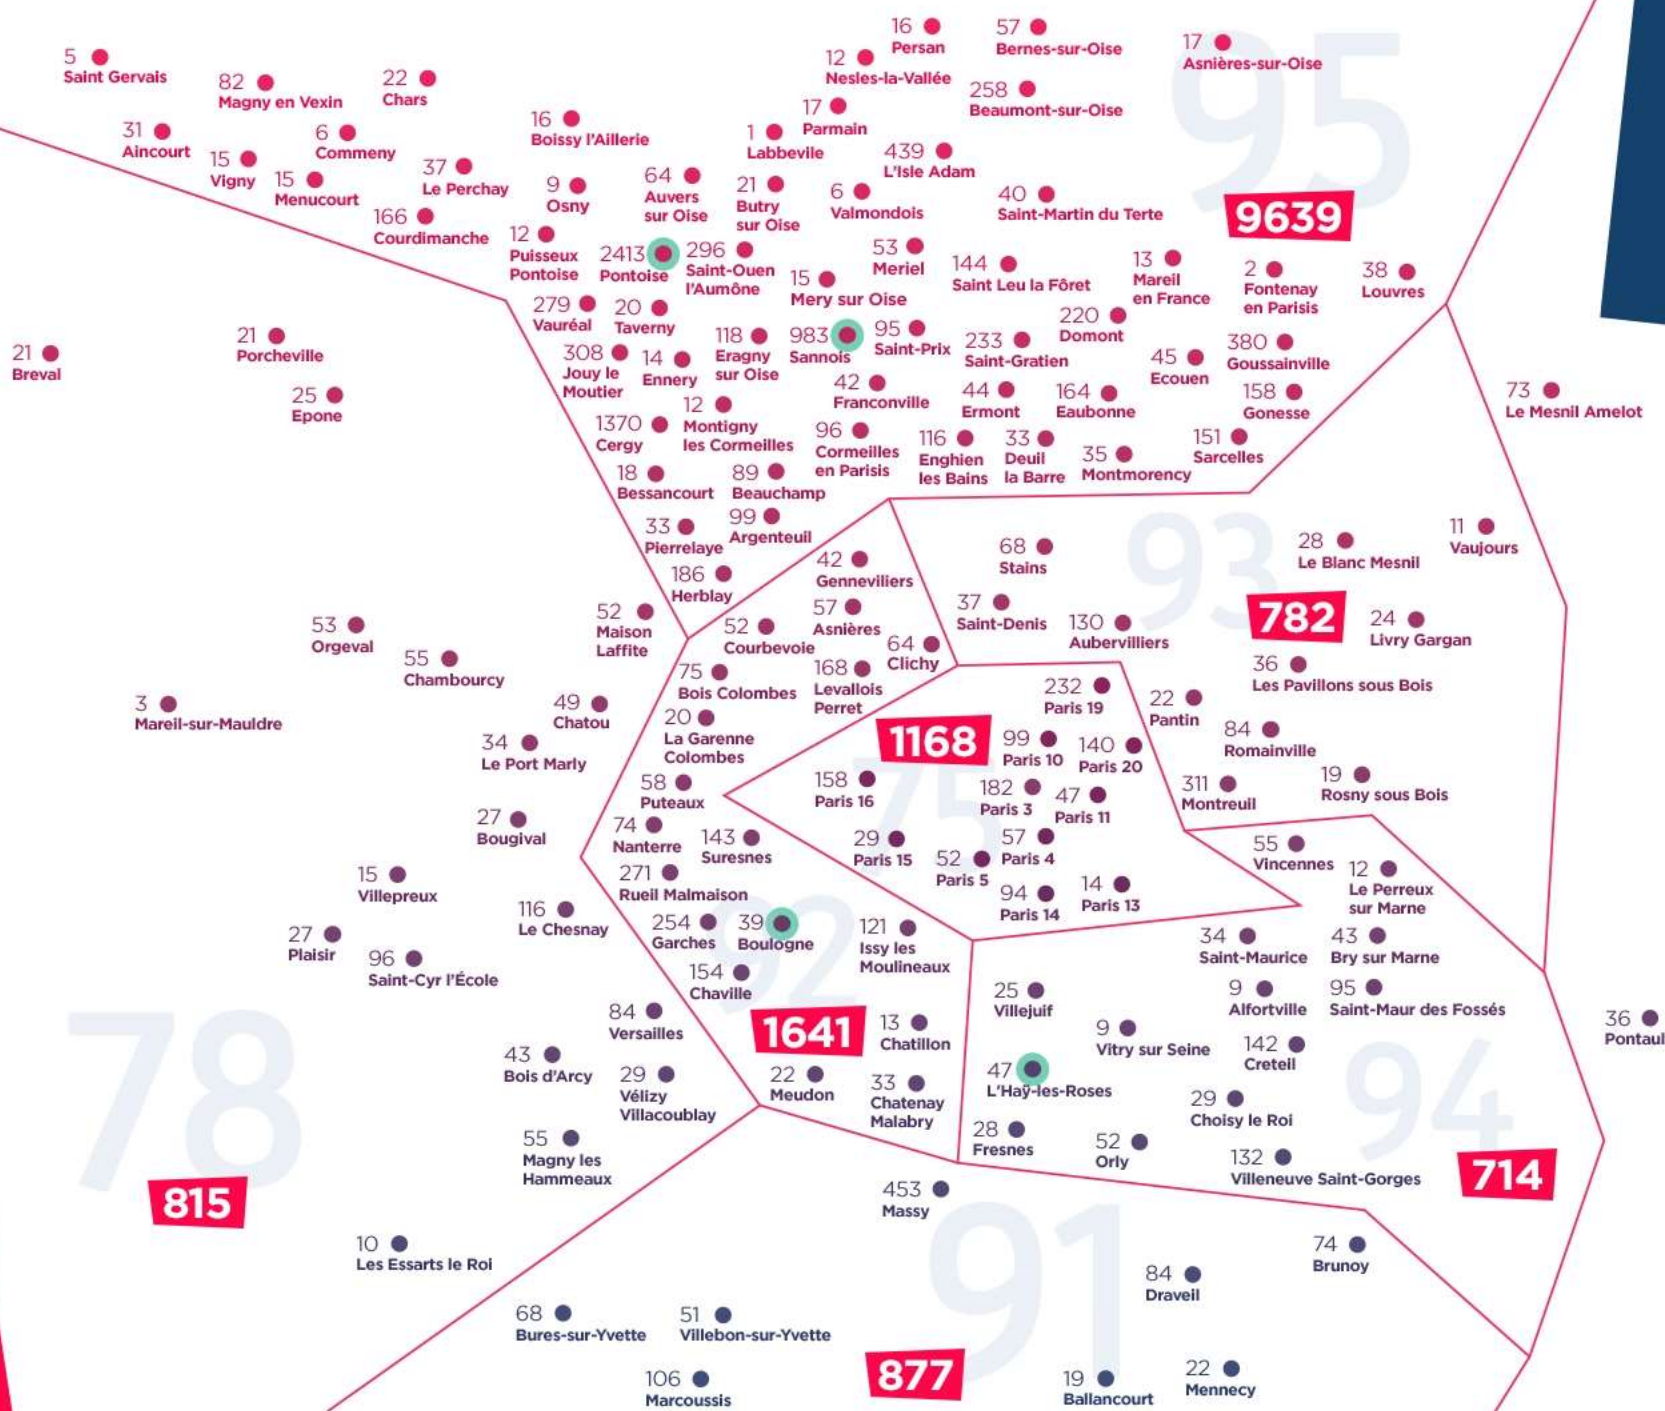 95
16
Persan
57
Bernes-sur-Oise
17
Asnières-sur-Oise
5
Saint Gervais
82
Magny en Vexin
22
Chars
12
Nesles-la-Vallée
258
Beaumont-sur-Oise
17
Parmain
16
Boissy l'Aillerie
31
Aincourt
6
Commeny
1
Labbevile
439
L'Isle Adam
15
Vigny
15
Menucourt
37
Le Perchay
9
Osny
64
Auvers
sur Oise
21
Butry
sur Oise
6
Valmondois
40
Saint-Martin du Terte
9639
166
Courdimanche
12
Puisseux
Pontoise
2413
Pontoise
296
Saint-Ouen
l'Aumône
53
Meriel
15
Mery sur Oise
144
Saint Leu la Fôret
13
Mareil
en France
2
Fontenay
en Parisis
38
Louvres
279
Vauréal
20
Taverny
118
Eragny
sur Oise
983
Sannois
95
Saint-Prix
233
Saint-Gratien
220
Domont
45
Ecouen
380
Goussainville
21
Breval
21
Porcheville
25
Epone
308
Jouy le
Moutier
14
Ennery
42
Franconville
44
Ermont
164
Eaubonne
158
Gonesse
73
Le Mesnil Amelot
1370
Cergy
12
Montigny
les Cormeilles
96
Cormeilles
en Parisis
116
Enghien
les Bains
33
Deuil
la Barre
35
Montmorency
151
Sarcelles
18
Bessancourt
89
Beauchamp
33
Pierrelaye
99
Argenteuil
186
Herblay
93
68
Stains
28
Le Blanc Mesnil
11
Vaujours
42
Gennevilliers
57
Asnières
37
Saint-Denis
130
Aubervilliers
782
24
Livry Gargan
53
Orgeval
52
Maison
Laffite
52
Courbevoie
64
Clichy
55
Chambourcy
75
Bois Colombes
168
Levallois
Perret
36
Les Pavillons sous Bois
3
Mareil-sur-Mauldre
49
Chatou
20
La Garenne
Colombes
1168
232
Paris 19
22
Pantin
84
Romainville
34
Le Port Marly
99
Paris 10
140
Paris 20
75
58
Puteaux
158
Paris 16
182
Paris 3
47
Paris 11
311
Montreuil
19
Rosny sous Bois
27
Bougival
74
Nanterre
143
Suresnes
29
Paris 15
52
Paris 5
57
Paris 4
55
Vincennes
15
Villepreux
271
Rueil Malmaison
94
Paris 14
14
Paris 13
12
Le Perreux
sur Marne
92
116
Le Chesnay
254
Garches
39
Boulogne
121
Issy les
Moulineaux
27
Plaisir
96
Saint-Cyr l'École
154
Chaville
34
Saint-Maurice
43
Bry sur Marne
25
Villejuif
9
Alfortville
95
Saint-Maur des Fossés
78
84
Versailles
1641
13
Chatillon
9
Vitry sur Seine
142
Creteil
94
36
Pontaul
43
Bois d'Arcy
29
Vélizy
Villacoublay
22
Meudon
33
Chatenay
Malabry
47
L'Haÿ-les-Roses
29
Choisy le Roi
55
Magny les
Hammeaux
28
Fresnes
52
Orly
132
Villeneuve Saint-Gorges
714
815
453
Massy
91
10
Les Essarts le Roi
74
Brunoy
84
Draveil
68
Bures-sur-Yvette
51
Villebon-sur-Yvette
106
Marcoussis
877
19
Ballancourt
22
Mennecy